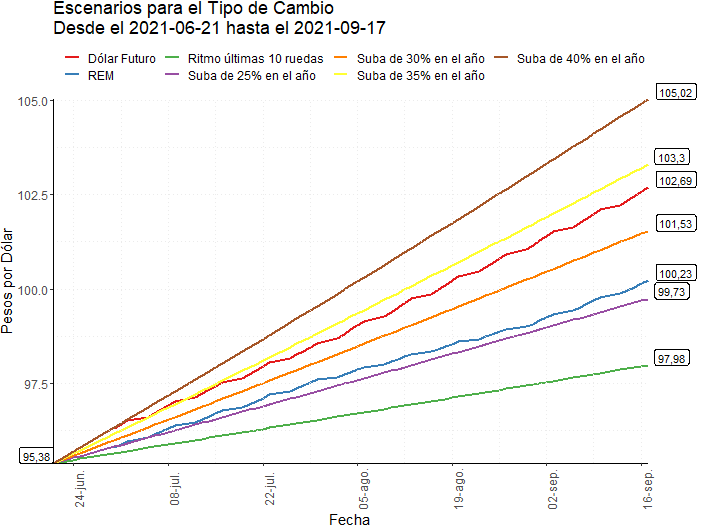 Escenarios para el Tipo de Cambio
Desde el 2021-06-21 hasta el 2021-09-17
Dólar Futuro
Ritmo últimas 10 ruedas
Suba de 30% en el año
Suba de 40% en el año
REM
Suba de 25% en el año
Suba de 35% en el año
Pesos por Dólar
105.0
102.5
100.0
97.5
95,38
105,02
103,3
102,69
101,53
100,23
99,73
97,98
24-jun.
08-jul.
22-jul.
05-ago.
19-ago.
02-sep.
16-sep.
Fecha